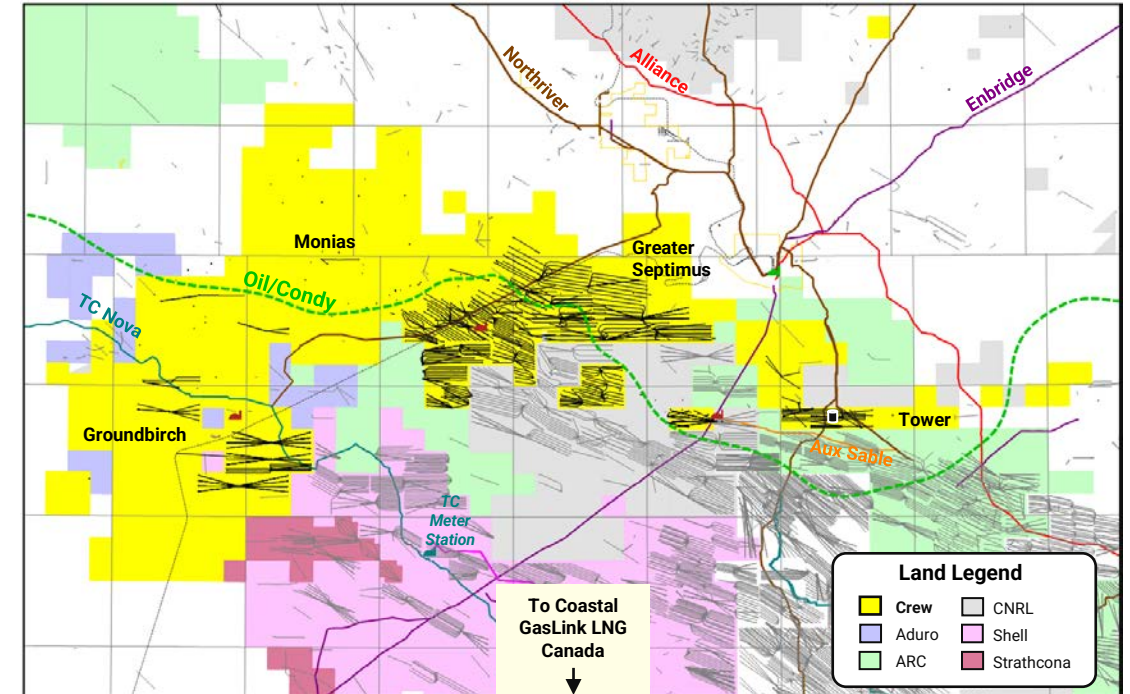 Northriver
Alliance
Enbridge
Monias
Greater
Septimus
Oil/Condy
TC Nova
Groundbirch
Tower
Aux Sable
TC
Meter
Station
To Coastal
GasLink LNG
Canada
Land Legend
Crew
CNRL
Aduro
Shell
ARC
Strathcona